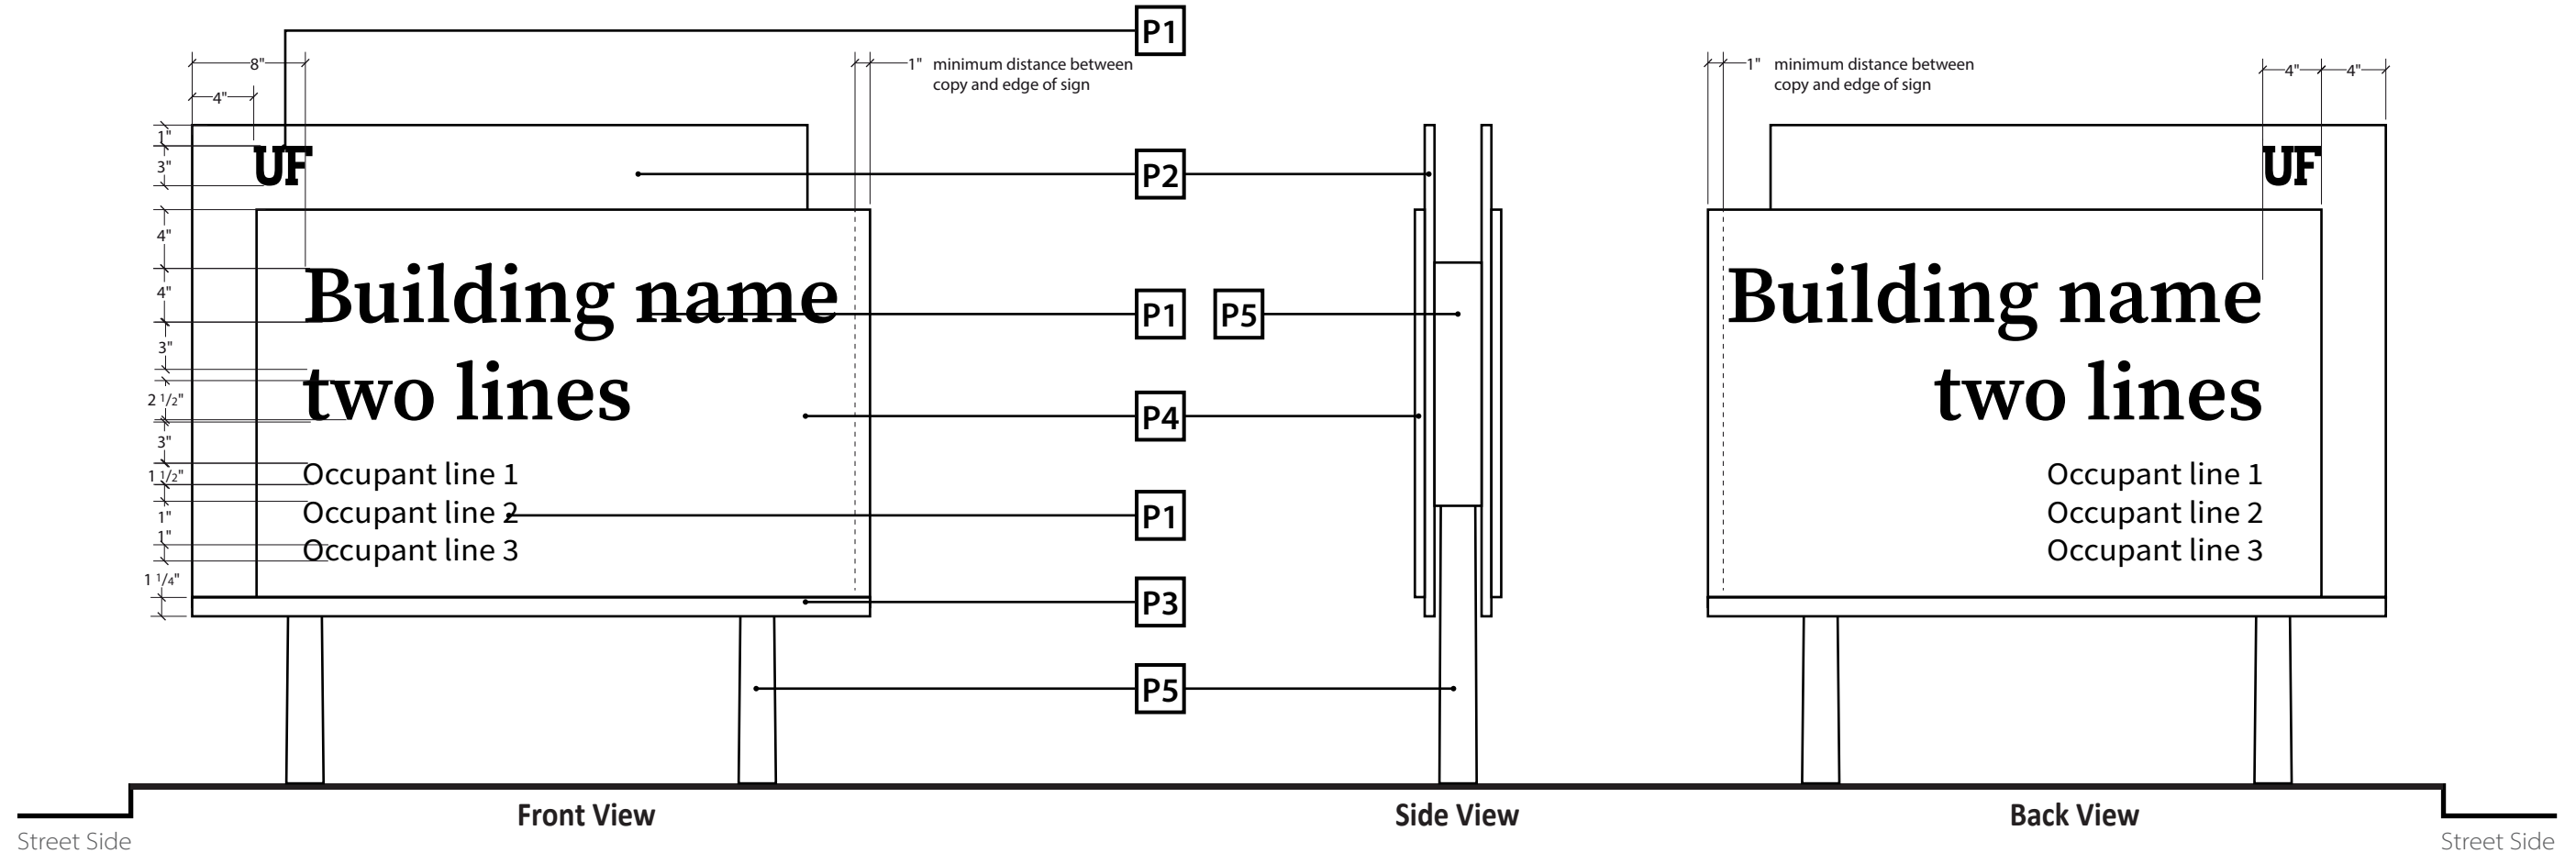 P1
8"
1" minimum distance between
copy and edge of sign
1" minimum distance between
copy and edge of sign
4"
4"
4"
1"
UF
UF
3"
P2
4"
Building name
Building name
4"
P1
P5
3"
two lines
two lines
2 1/2"
P4
3"
Occupant line 1
Occupant line 1
1 1/2"
Occupant line 2
Occupant line 2
1"
P1
1"
Occupant line 3
Occupant line 3
1 1/4"
P3
P5
Front View
Side View
Back View
Street Side
Street Side